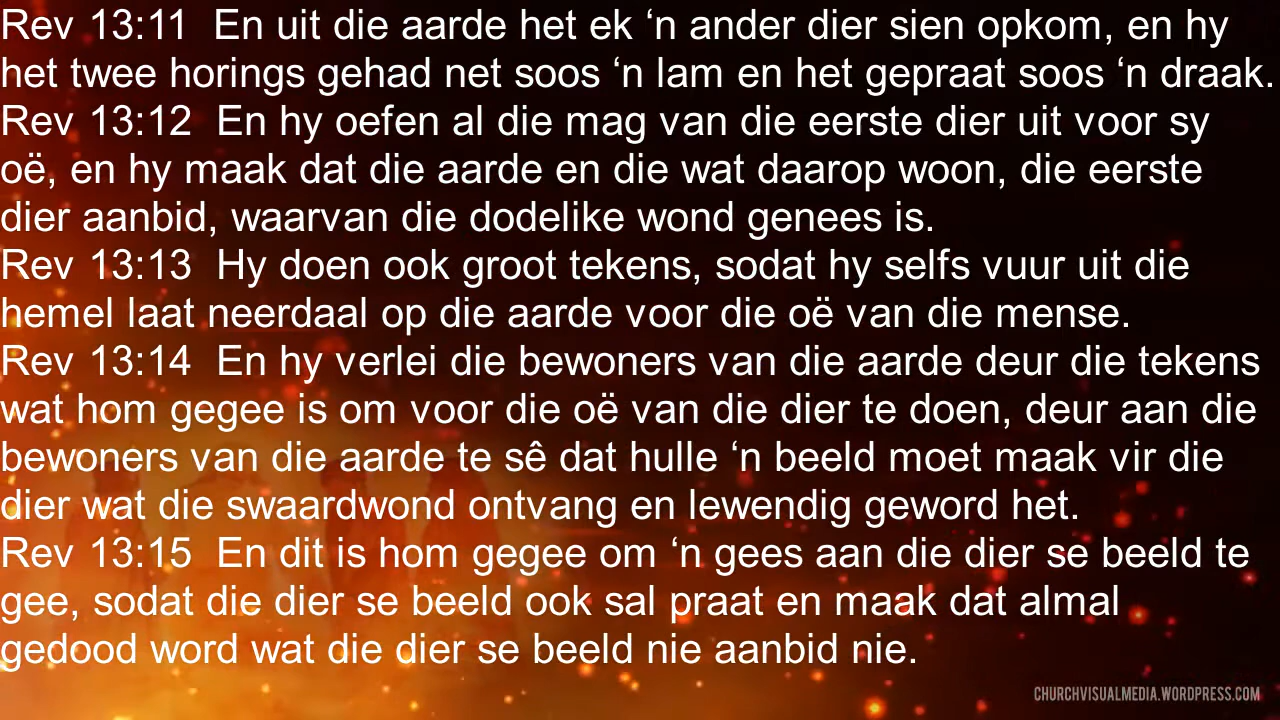 Rev 13:11  En uit die aarde het ek ‘n ander dier sien opkom, en hy
het twee horings gehad net soos ‘n lam en het gepraat soos ‘n draak.
Rev 13:12  En hy oefen al die mag van die eerste dier uit voor sy
oë, en hy maak dat die aarde en die wat daarop woon, die eerste
dier aanbid, waarvan die dodelike wond genees is.
Rev 13:13  Hy doen ook groot tekens, sodat hy selfs vuur uit die
hemel laat neerdaal op die aarde voor die oë van die mense.
Rev 13:14  En hy verlei die bewoners van die aarde deur die tekens
wat hom gegee is om voor die oë van die dier te doen, deur aan die
bewoners van die aarde te sê dat hulle ‘n beeld moet maak vir die
dier wat die swaardwond ontvang en lewendig geword het.
Rev 13:15  En dit is hom gegee om ‘n gees aan die dier se beeld te
gee, sodat die dier se beeld ook sal praat en maak dat almal
gedood word wat die dier se beeld nie aanbid nie.
CHURCHVISUALMEDIA.WORDPRESS.COM